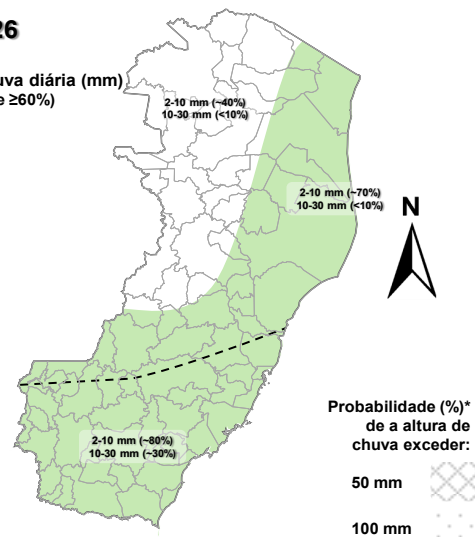 26
uva diária (mm)
e ≥60%)
2-10 mm (~40%)
10-30 mm (<10%)
2-10 mm (~70%)
10-30 mm (<10%)
N
2-10 mm (~80%)
10-30 mm (~30%)
Probabilidade (%)*
de a altura de
chuva exceder:
50 mm
100 mm